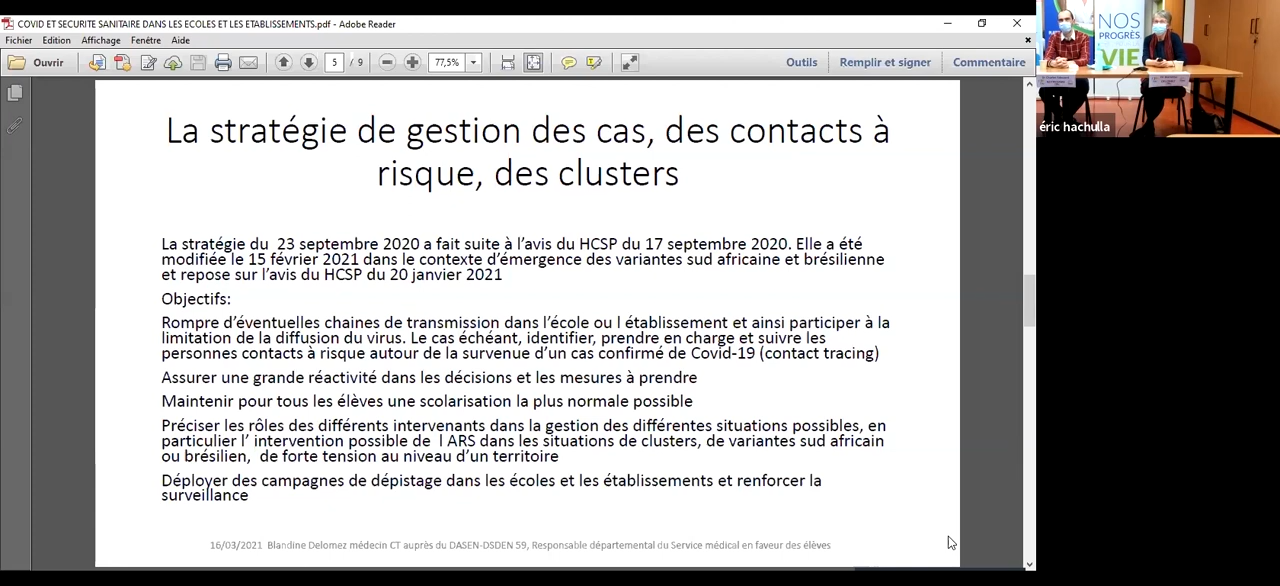 COVID ET SECURITE SANITAIRE DANS LES ECOLES ET LES ETABLISSEMENTS.pdf - Adobe Reader
Fichier Edition Affichage Fenêtre Aide
Ouvrir 5 / 9 77,5% Outils Remplir et signer Commentaire
La stratégie de gestion des cas, des contacts à
risque, des clusters
La stratégie du 23 septembre 2020 a fait suite à l'avis du HCSP du 17 septembre 2020. Elle a été
modifiée le 15 février 2021 dans le contexte d'émergence des variantes sud africaine et brésilienne
et repose sur l'avis du HCSP du 20 janvier 2021
Objectifs:
Rompre d'éventuelles chaines de transmission dans l'école ou l établissement et ainsi participer à la
limitation de la diffusion du virus. Le cas échéant, identifier, prendre en charge et suivre les
personnes contacts à risque autour de la survenue d'un cas confirmé de Covid-19 (contact tracing)
Assurer une grande réactivité dans les décisions et les mesures à prendre
Maintenir pour tous les élèves une scolarisation la plus normale possible
Préciser les rôles des différents intervenants dans la gestion des différentes situations possibles, en
particulier l' intervention possible de l ARS dans les situations de clusters, de variantes sud africain
ou brésilien, de forte tension au niveau d'un territoire
Déployer des campagnes de dépistage dans les écoles et les établissements et renforcer la
surveillance
16/03/2021 Blandine Delomez médecin CT auprès du DASEN-DSDEN 59, Responsable départemental du Service médical en faveur des élèves
NOS
PROGRÈS
VIE
éric hachulla